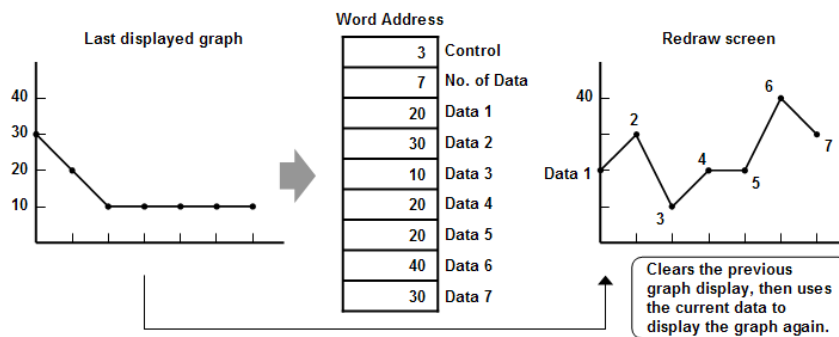 Last displayed graph
40
30
20
10
Word Address
3 Control
7 No. of Data
20 Data 1
30 Data 2
10 Data 3
20 Data 4
20 Data 5
40 Data 6
30 Data 7
Redraw screen
40
Data 1
2
3
4
5
6
7
Clears the previous
graph display, then uses
the current data to
display the graph again.